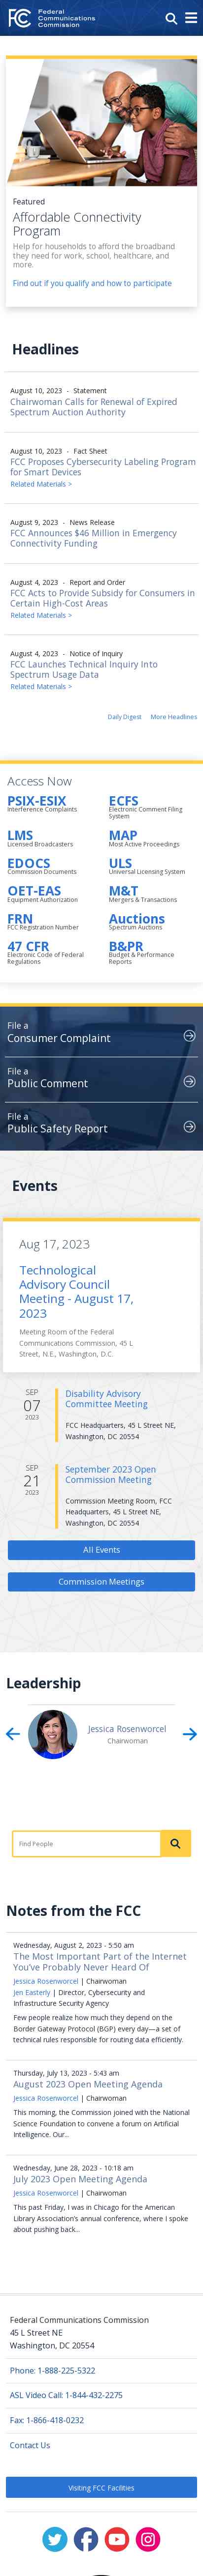 Federal
Communications
Commission
Featured
Affordable Connectivity
Program
Help for households to afford the broadband
they need for work, school, healthcare, and
more.
Find out if you qualify and how to participate
Headlines
August 10, 2023 - Statement
Chairwoman Calls for Renewal of Expired
Spectrum Auction Authority
August 10, 2023 - Fact Sheet
FCC Proposes Cybersecurity Labeling Program
for Smart Devices
Related Materials >
August 9, 2023 - News Release
FCC Announces $46 Million in Emergency
Connectivity Funding
August 4, 2023 - Report and Order
FCC Acts to Provide Subsidy for Consumers in
Certain High-Cost Areas
Related Materials >
August 4, 2023 - Notice of Inquiry
FCC Launches Technical Inquiry Into
Spectrum Usage Data
Related Materials >
Daily Digest More Headlines
Access Now
PSIX-ESIX
Interference Complaints
ECFS
Electronic Comment Filing
System
LMS
Licensed Broadcasters
MAP
Most Active Proceedings
EDOCS
Commission Documents
ULS
Universal Licensing System
OET-EAS
Equipment Authorization
M&T
Mergers & Transactions
FRN
FCC Registration Number
Auctions
Spectrum Auctions
47 CFR
Electronic Code of Federal
Regulations
B&PR
Budget & Performance
Reports
File a
Consumer Complaint
File a
Public Comment
File a
Public Safety Report
Events
Aug 17, 2023
Technological
Advisory Council
Meeting - August 17,
2023
Meeting Room of the Federal
Communications Commission, 45 L
Street, N.E., Washington, D.C.
SEP
07
2023
Disability Advisory
Committee Meeting
FCC Headquarters, 45 L Street NE,
Washington, DC 20554
SEP
21
2023
September 2023 Open
Commission Meeting
Commission Meeting Room, FCC
Headquarters, 45 L Street NE,
Washington, DC 20554
All Events
Commission Meetings
Leadership
Jessica Rosenworcel
Chairwoman
Find People
Notes from the FCC
Wednesday, August 2, 2023 - 5:50 am
The Most Important Part of the Internet
You’ve Probably Never Heard Of
Jessica Rosenworcel | Chairwoman
Jen Easterly | Director, Cybersecurity and
Infrastructure Security Agency
Few people realize how much they depend on the
Border Gateway Protocol (BGP) every day—a set of
technical rules responsible for routing data efficiently.
Thursday, July 13, 2023 - 5:43 am
August 2023 Open Meeting Agenda
Jessica Rosenworcel | Chairwoman
This morning, the Commission joined with the National
Science Foundation to convene a forum on Artificial
Intelligence. Our...
Wednesday, June 28, 2023 - 10:18 am
July 2023 Open Meeting Agenda
Jessica Rosenworcel | Chairwoman
This past Friday, I was in Chicago for the American
Library Association’s annual conference, where I spoke
about pushing back...
Federal Communications Commission
45 L Street NE
Washington, DC 20554
Phone: 1-888-225-5322
ASL Video Call: 1-844-432-2275
Fax: 1-866-418-0232
Contact Us
Visiting FCC Facilities